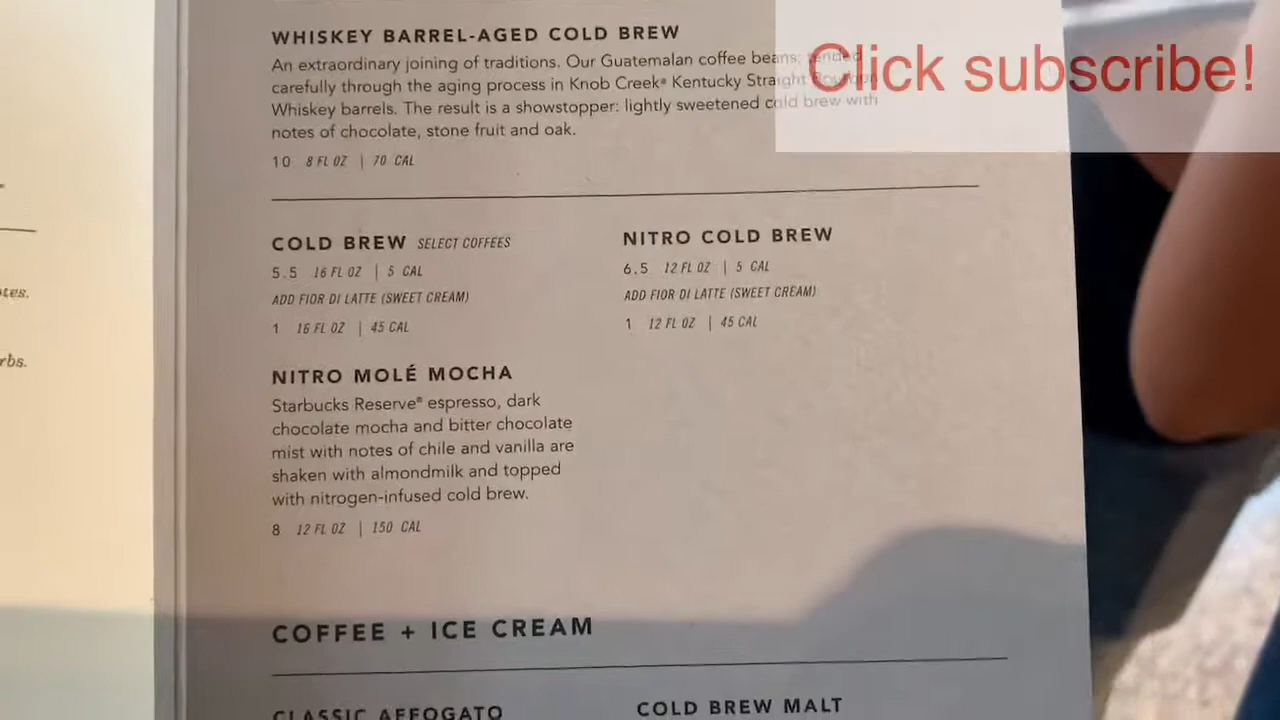 WHISKEY BARREL-AGED COLD BREW
An extraordinary joining of traditions. Our Guatemalan coffee beans, tended
carefully through the aging process in Knob Creek® Kentucky Straight Bourbon
Whiskey barrels. The result is a showstopper: lightly sweetened cold brew with
notes of chocolate, stone fruit and oak.
10 8 FL OZ | 70 CAL
Click subscribe!
COLD BREW SELECT COFFEES
5.5 16 FL OZ | 5 CAL
ADD FIOR DI LATTE (SWEET CREAM)
1 16 FL OZ | 45 CAL
NITRO COLD BREW
6.5 12 FL OZ | 5 CAL
ADD FIOR DI LATTE (SWEET CREAM)
1 12 FL OZ | 45 CAL
NITRO MOLÉ MOCHA
Starbucks Reserve® espresso, dark
chocolate mocha and bitter chocolate
mist with notes of chile and vanilla are
shaken with almondmilk and topped
with nitrogen-infused cold brew.
8 12 FL OZ | 150 CAL
COFFEE + ICE CREAM
CLASSIC AFFOGATO
COLD BREW MALT